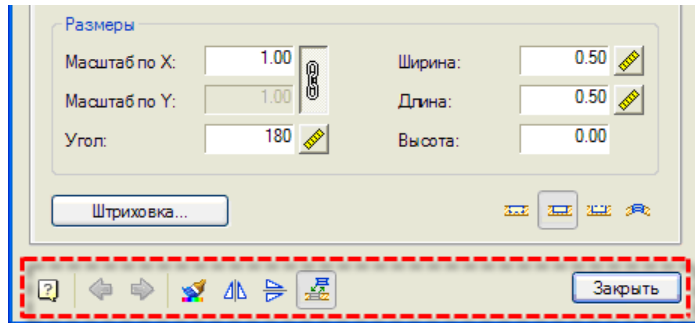 Размеры
Масштаб по X: 1.00 Ширина: 0.50
Масштаб по Y: 1.00 Длина: 0.50
Угол: 180 Высота: 0.00
Штриховка...
? Закрыть